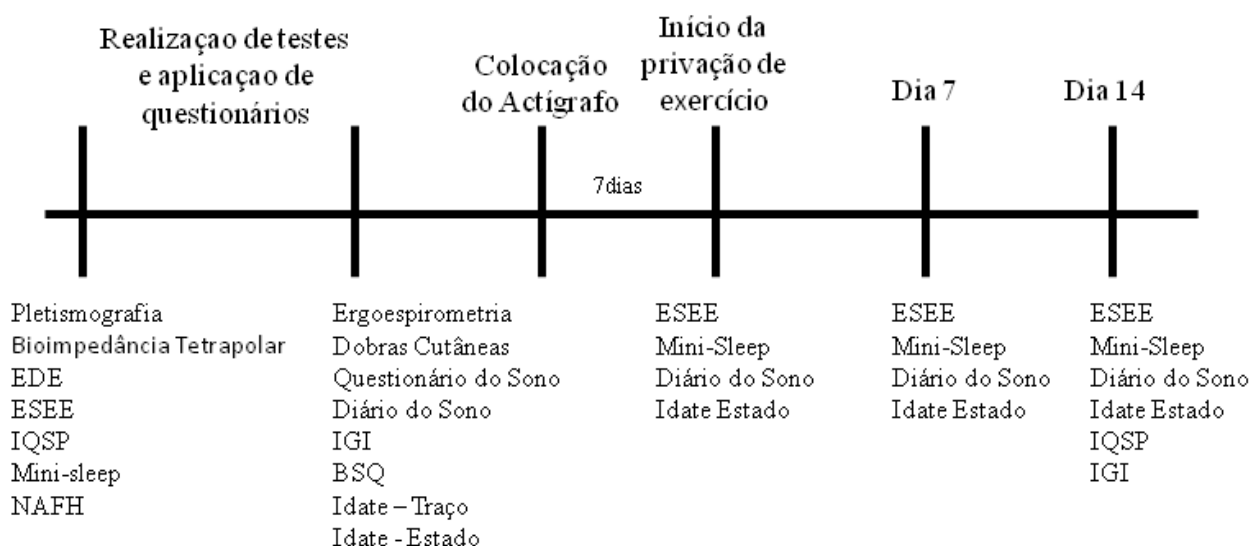 Realizaçao de testes
e aplicaçao de
questionários
Colocação
do Actígrafo
Início da
privação de
exercício
Dia 7
Dia 14
7dias
Pletismografia
Bioimpedância Tetrapolar
EDE
ESEE
IQSP
Mini-sleep
NAFH
Ergoespirometria
Dobras Cutâneas
Questionário do Sono
Diário do Sono
IGI
BSQ
Idate – Traço
Idate - Estado
ESEE
Mini-Sleep
Diário do Sono
Idate Estado
ESEE
Mini-Sleep
Diário do Sono
Idate Estado
ESEE
Mini-Sleep
Diário do Sono
Idate Estado
IQSP
IGI